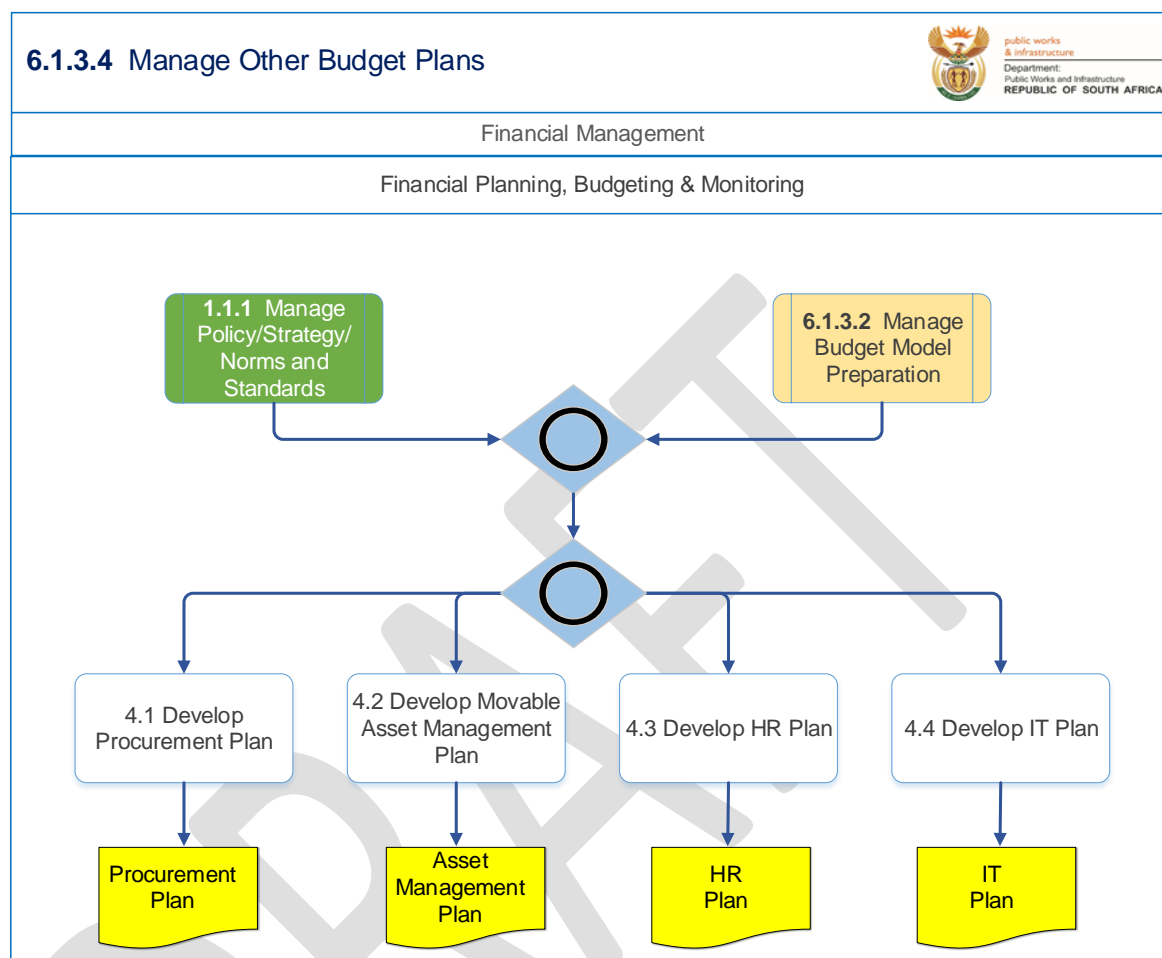 6.1.3.4 Manage Other Budget Plans
public works
& infrastructure
Department:
Public Works and Infrastructure
REPUBLIC OF SOUTH AFRICA
Financial Management
Financial Planning, Budgeting & Monitoring
1.1.1 Manage
Policy/Strategy/
Norms and
Standards
6.1.3.2 Manage
Budget Model
Preparation
4.1 Develop
Procurement Plan
4.2 Develop Movable
Asset Management
Plan
4.3 Develop HR Plan
4.4 Develop IT Plan
Procurement
Plan
Asset
Management
Plan
HR
Plan
IT
Plan
DRAFT